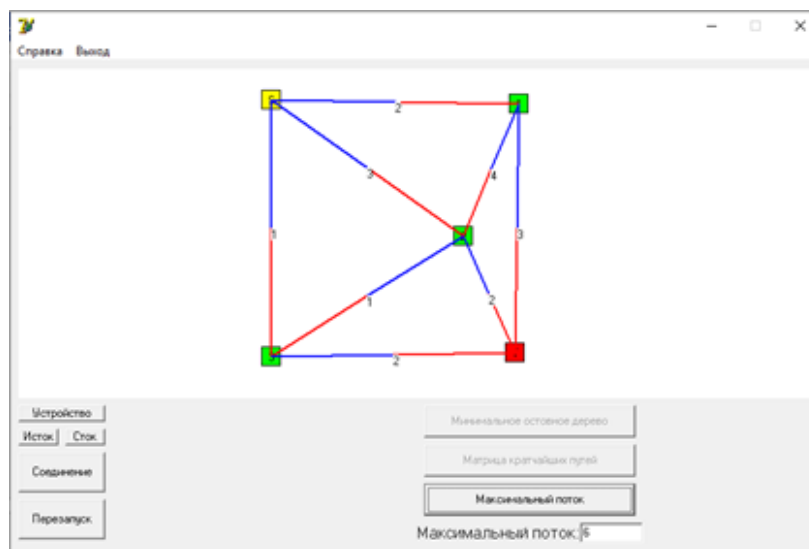 Справка Выход
2
3
4
1
3
1
2
2
Устройство
Исток Сток
Соединение
Перезапуск
Минимальное остовное дерево
Матрица кратчайших путей
Максимальный поток
Максимальный поток: 6